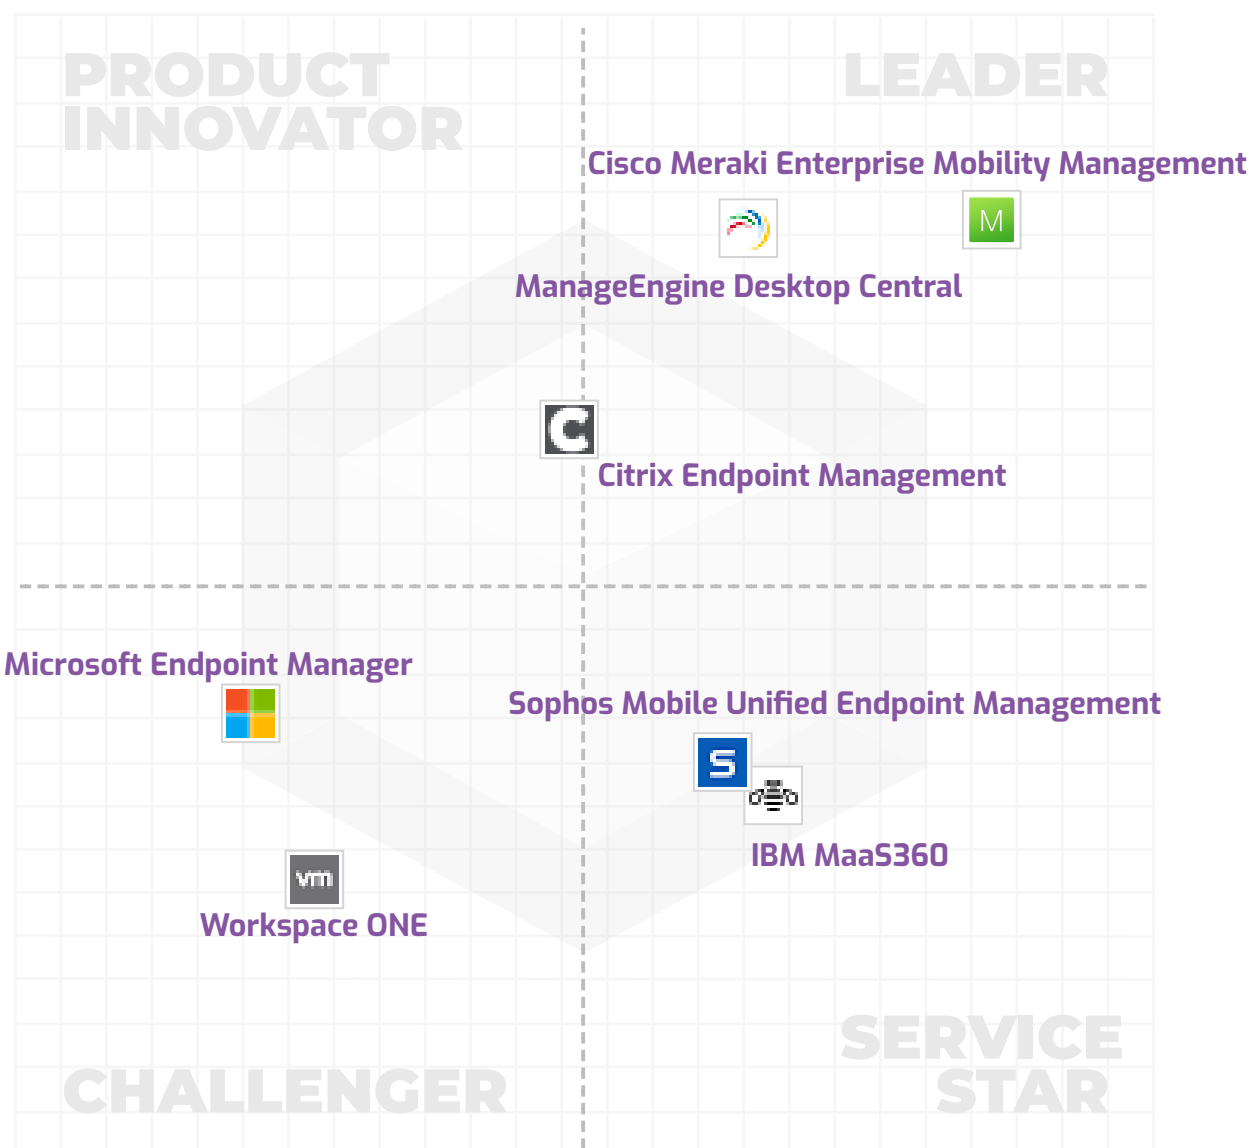 PRODUCT
INNOVATOR
LEADER
Cisco Meraki Enterprise Mobility Management
M
ManageEngine Desktop Central
C
Citrix Endpoint Management
Microsoft Endpoint Manager
Sophos Mobile Unified Endpoint Management
S
IBM MaaS360
vm
Workspace ONE
SERVICE
STAR
CHALLENGER